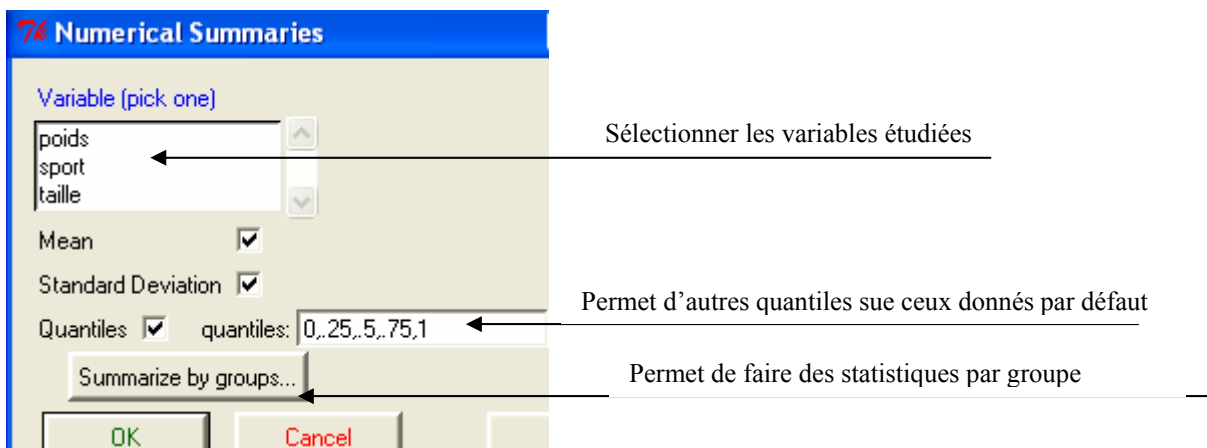 Numerical Summaries
Variable (pick one)
poids
sport
taille
Sélectionner les variables étudiées
Mean
Standard Deviation
Permet d'autres quantiles sue ceux donnés par défaut
Quantiles quantiles: 0,.25,.5,.75,1
Permet de faire des statistiques par groupe
Summarize by groups...
OK Cancel